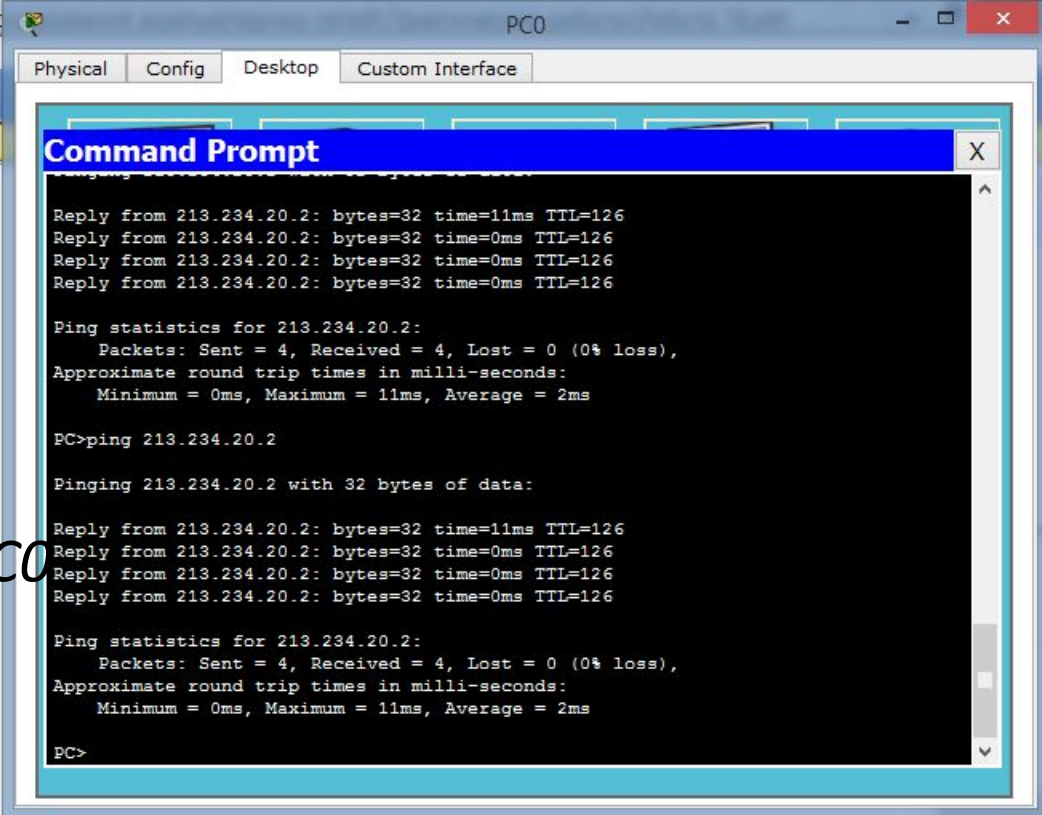 PC0
Physical Config Desktop Custom Interface
Command Prompt
X
Reply from 213.234.20.2: bytes=32 time=11ms TTL=126
Reply from 213.234.20.2: bytes=32 time=0ms TTL=126
Reply from 213.234.20.2: bytes=32 time=0ms TTL=126
Reply from 213.234.20.2: bytes=32 time=0ms TTL=126
Ping statistics for 213.234.20.2:
Packets: Sent = 4, Received = 4, Lost = 0 (0% loss),
Approximate round trip times in milli-seconds:
Minimum = 0ms, Maximum = 11ms, Average = 2ms
PC>ping 213.234.20.2
Pinging 213.234.20.2 with 32 bytes of data:
Reply from 213.234.20.2: bytes=32 time=11ms TTL=126
C0
Reply from 213.234.20.2: bytes=32 time=0ms TTL=126
Reply from 213.234.20.2: bytes=32 time=0ms TTL=126
Reply from 213.234.20.2: bytes=32 time=0ms TTL=126
Ping statistics for 213.234.20.2:
Packets: Sent = 4, Received = 4, Lost = 0 (0% loss),
Approximate round trip times in milli-seconds:
Minimum = 0ms, Maximum = 11ms, Average = 2ms
PC>